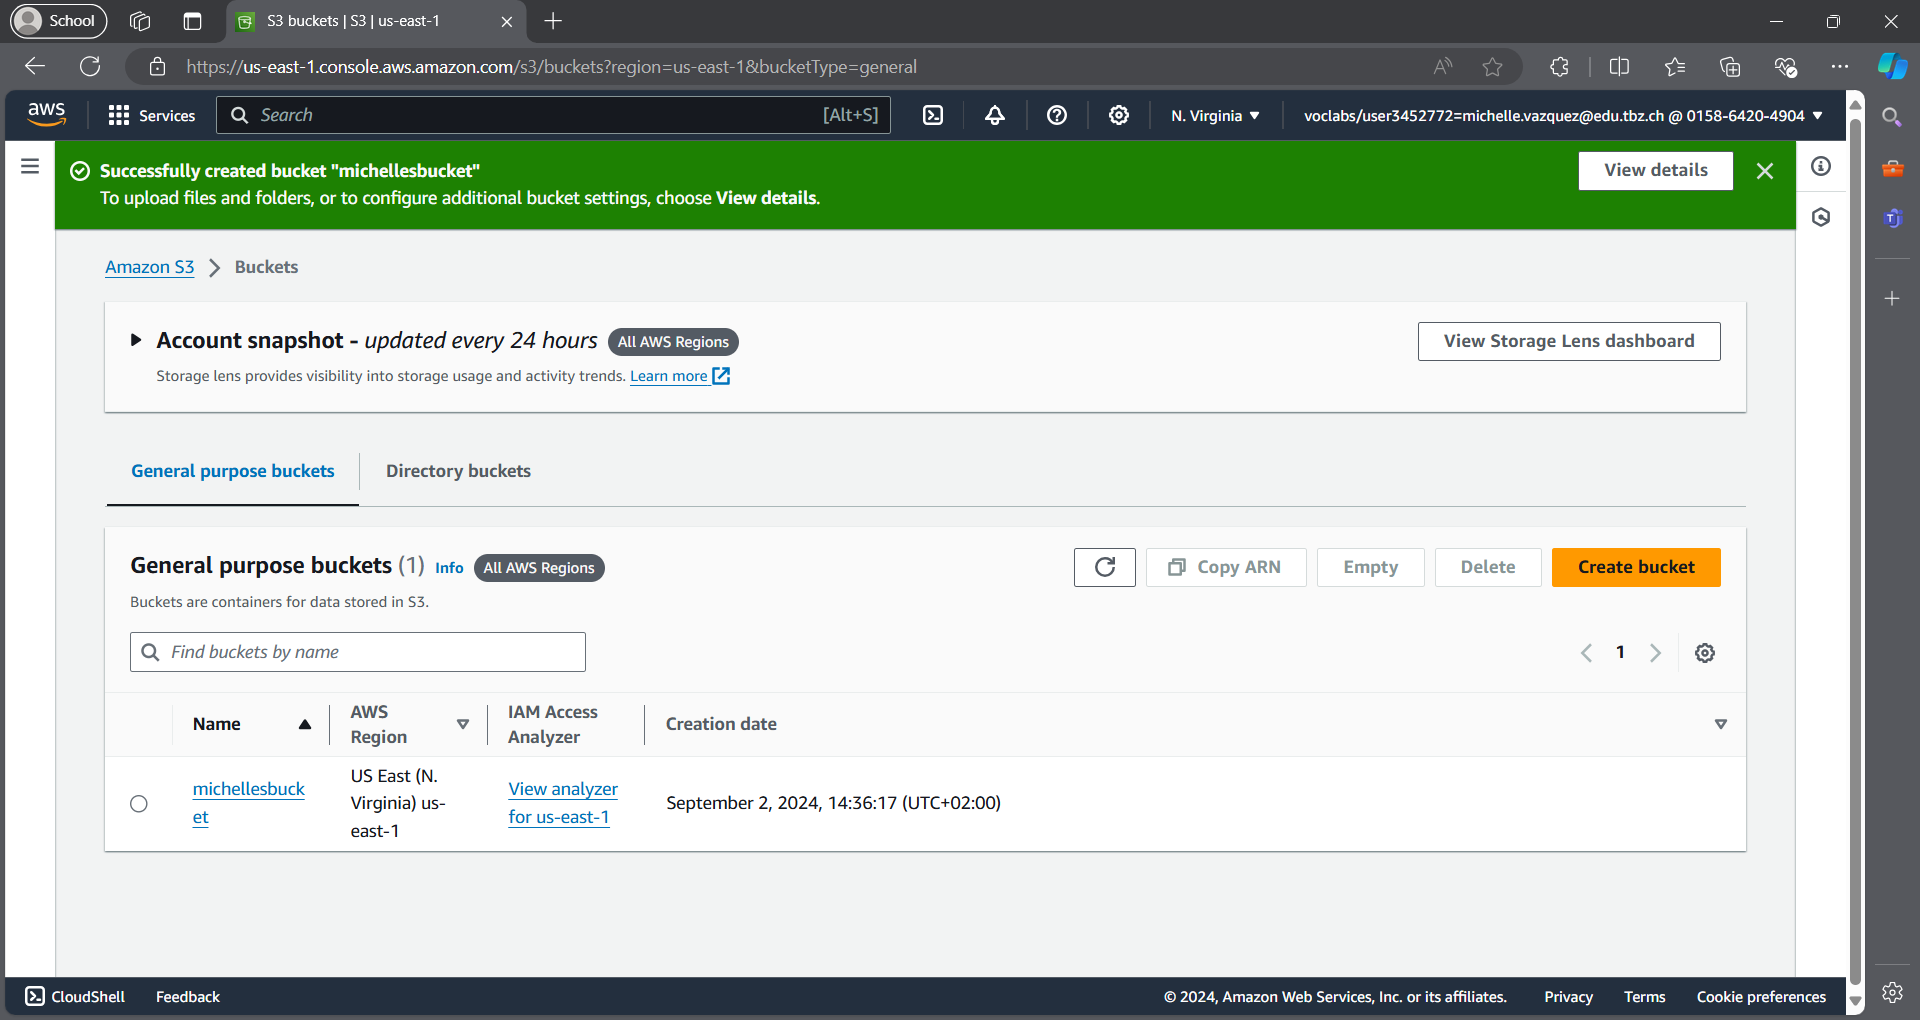 School
S3 buckets | S3 | us-east-1
https://us-east-1.console.aws.amazon.com/s3/buckets?region=us-east-1&bucketType=general
aws
Services
Search
[Alt+S]
N. Virginia
voclabs/user3452772=michelle.vazquez@edu.tbz.ch @ 0158-6420-4904
Successfully created bucket "michellesbucket"
To upload files and folders, or to configure additional bucket settings, choose View details.
View details
Amazon S3
Buckets
Account snapshot - updated every 24 hours
All AWS Regions
Storage lens provides visibility into storage usage and activity trends. Learn more
View Storage Lens dashboard
General purpose buckets
Directory buckets
General purpose buckets (1)
Info
All AWS Regions
Buckets are containers for data stored in S3.
Copy ARN
Empty
Delete
Create bucket
Find buckets by name
1
Name
AWS
Region
IAM Access
Analyzer
Creation date
michellesbuck
et
US East (N.
Virginia) us-
east-1
View analyzer
for us-east-1
September 2, 2024, 14:36:17 (UTC+02:00)
CloudShell
Feedback
© 2024, Amazon Web Services, Inc. or its affiliates.
Privacy
Terms
Cookie preferences